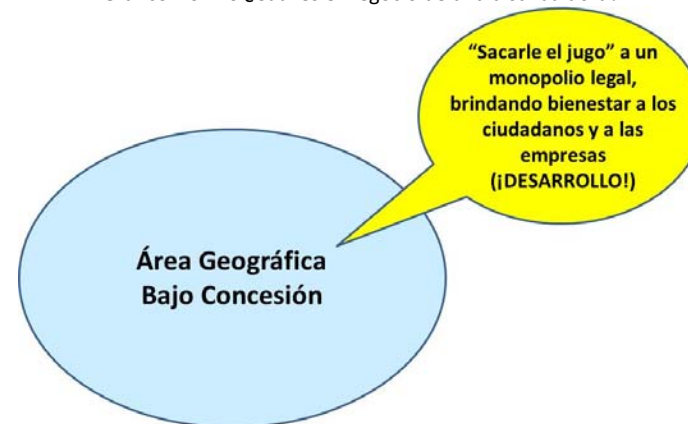 “Sacarle el jugo” a un
monopolio legal,
brindando bienestar a los
ciudadanos y a las
empresas
(¡DESARROLLO!)
Área Geográfica
Bajo Concesión